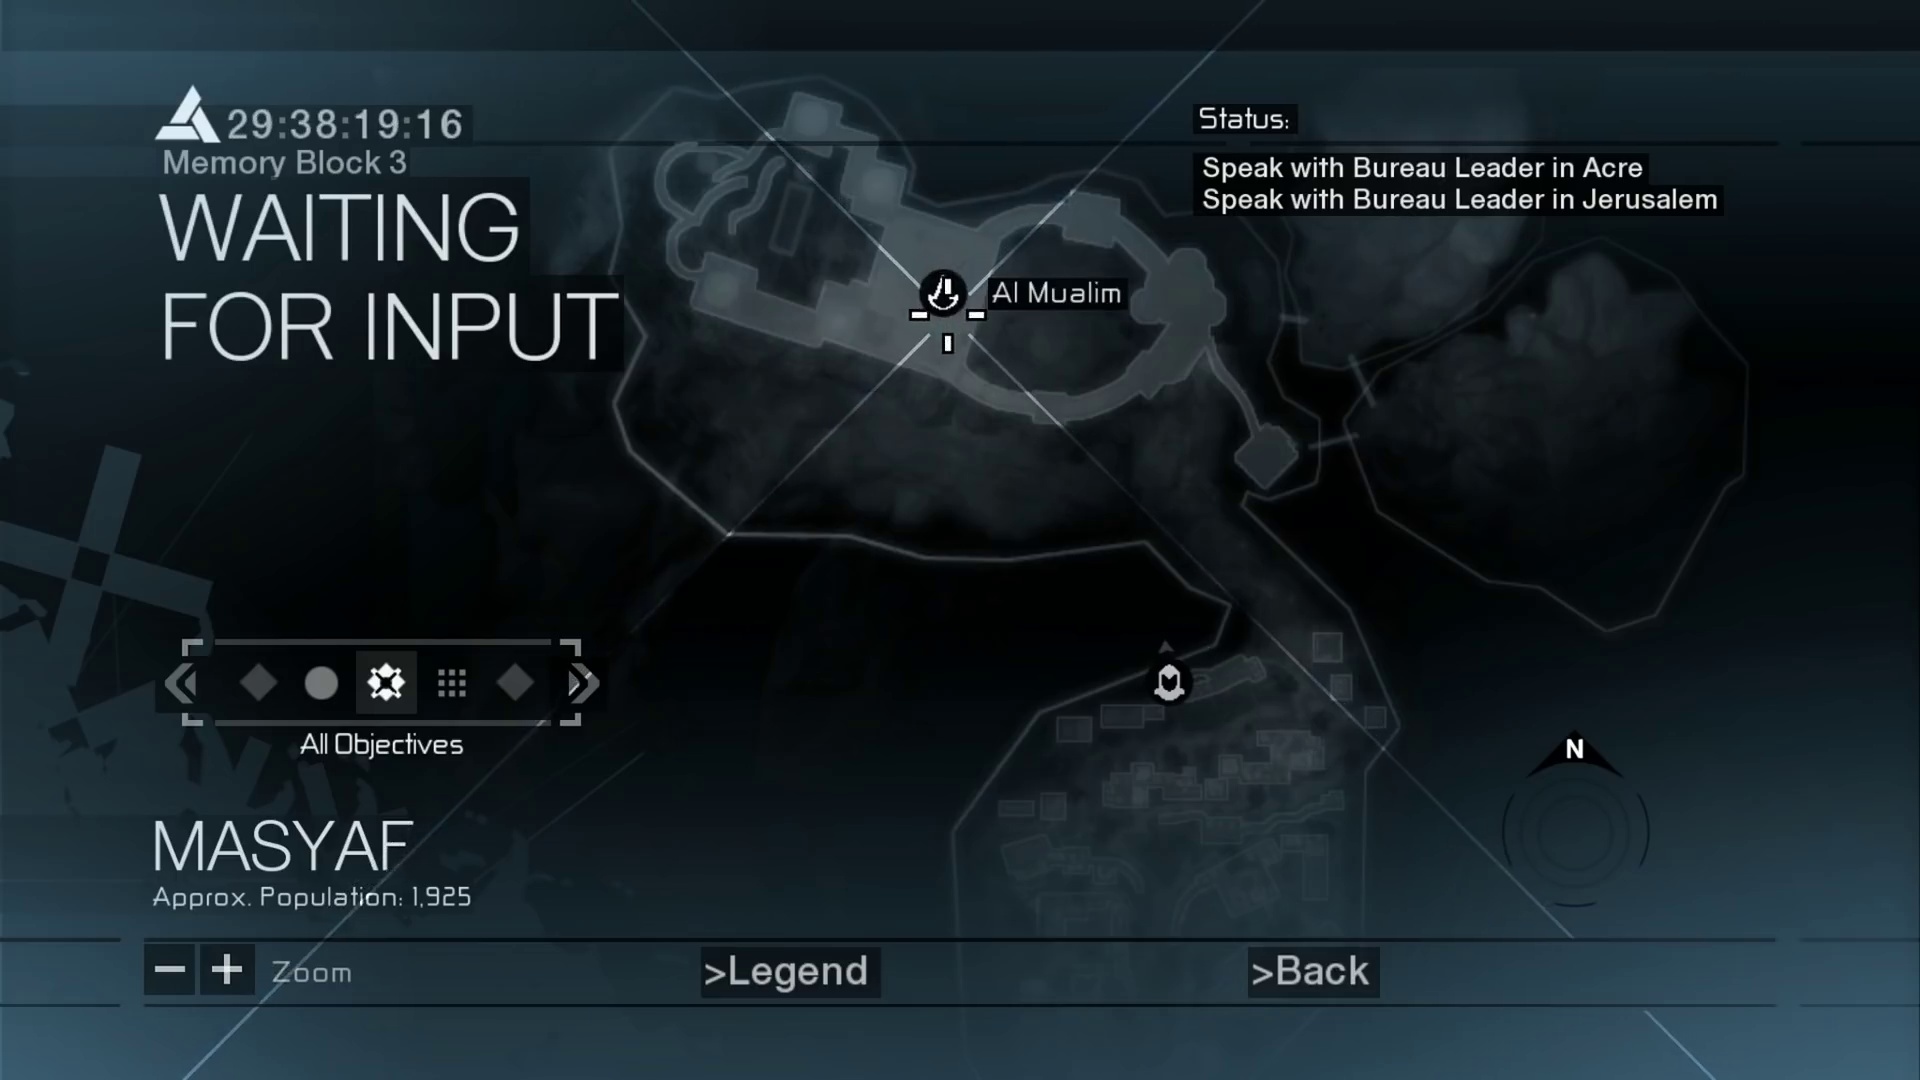 29:38:19:16
Memory Block 3
WAITING
FOR INPUT
Status:
Speak with Bureau Leader in Acre
Speak with Bureau Leader in Jerusalem
Al Mualim
All Objectives
N
MASYAF
Approx. Population: 1,925
Zoom
>Legend
>Back